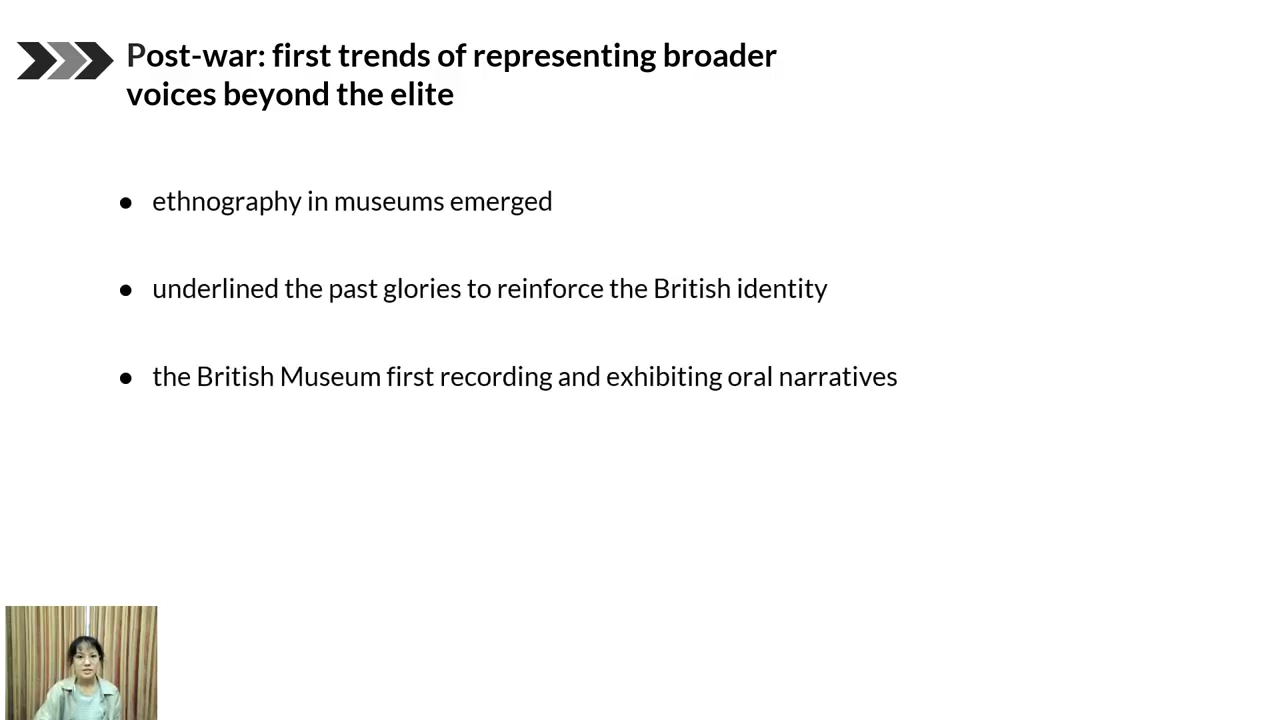 Post-war: first trends of representing broader
voices beyond the elite
● ethnography in museums emerged
● underlined the past glories to reinforce the British identity
● the British Museum first recording and exhibiting oral narratives